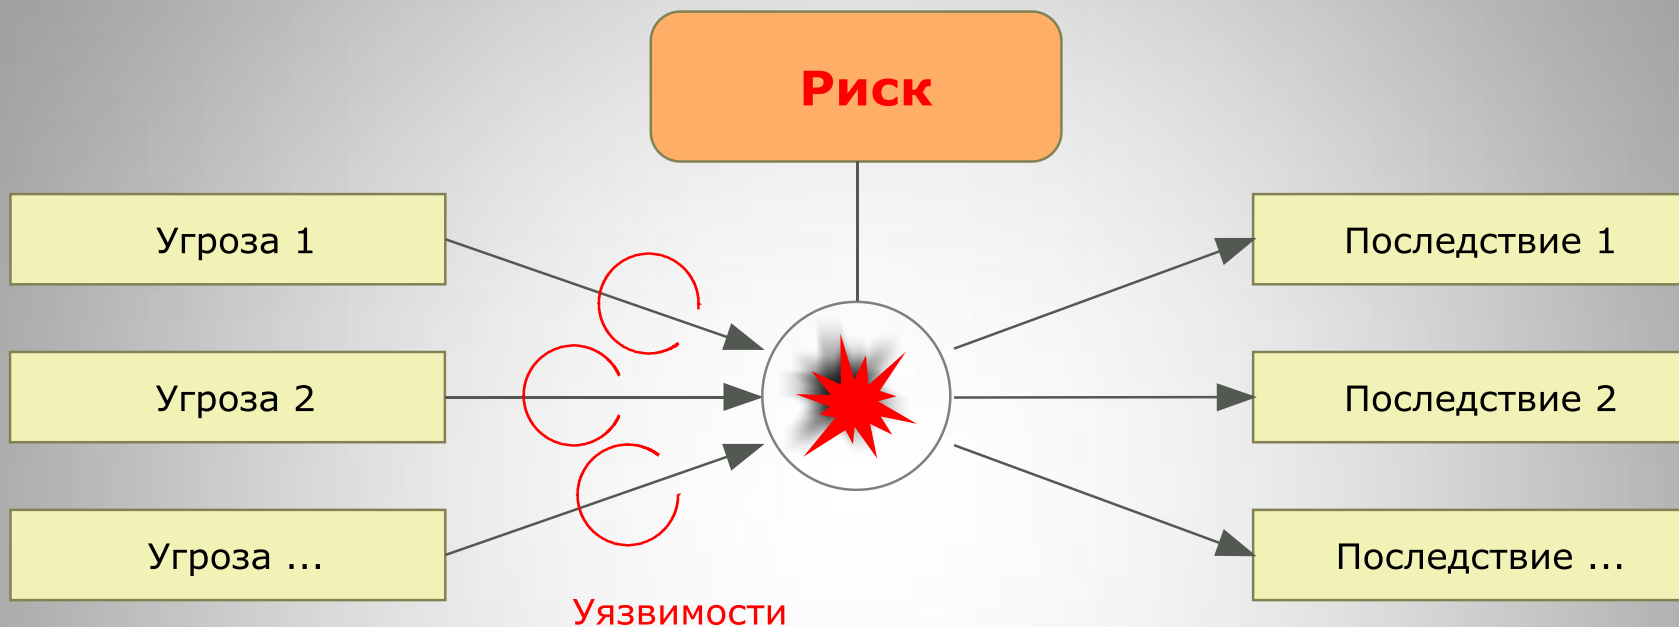 Риск
Угроза 1
Последствие 1
Угроза 2
Последствие 2
Угроза ...
Последствие ...
Уязвимости